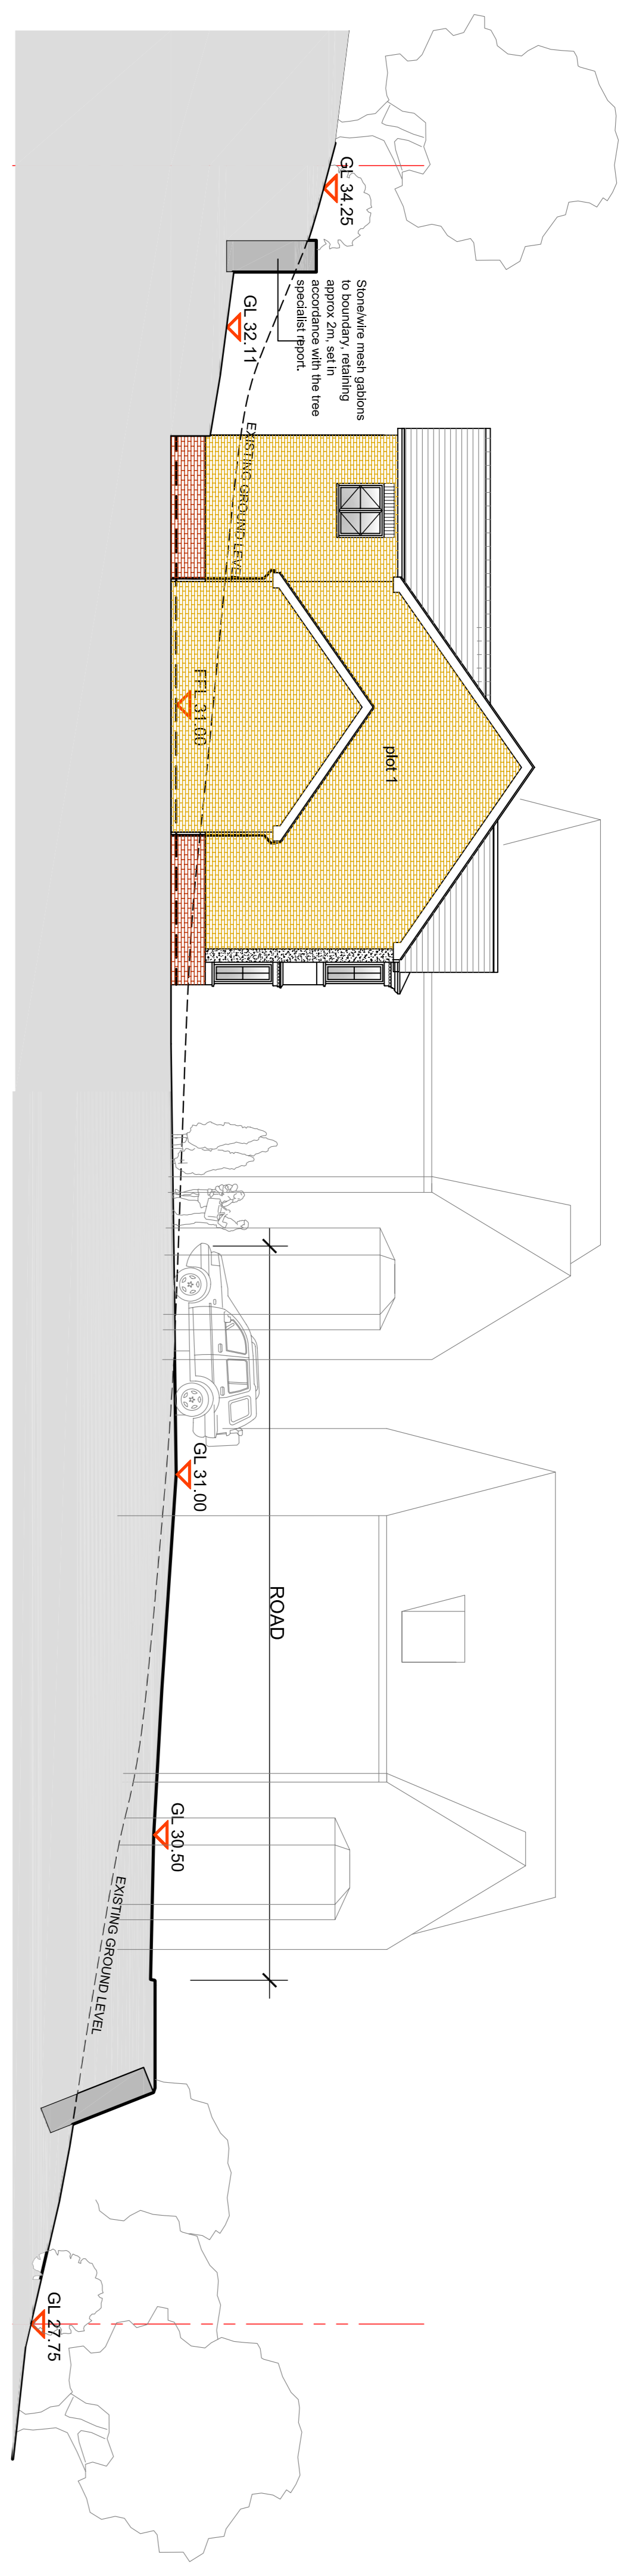 GL 34.25
Stone/wire mesh gabions
to boundary, retaining
approx 2m, set in
accordance with the tree
specialist report.
GL 32.11
EXISTING GROUND LEVEL
FFL 31.00
plot 1
GL 31.00
ROAD
GL 30.50
EXISTING GROUND LEVEL
GL 27.75